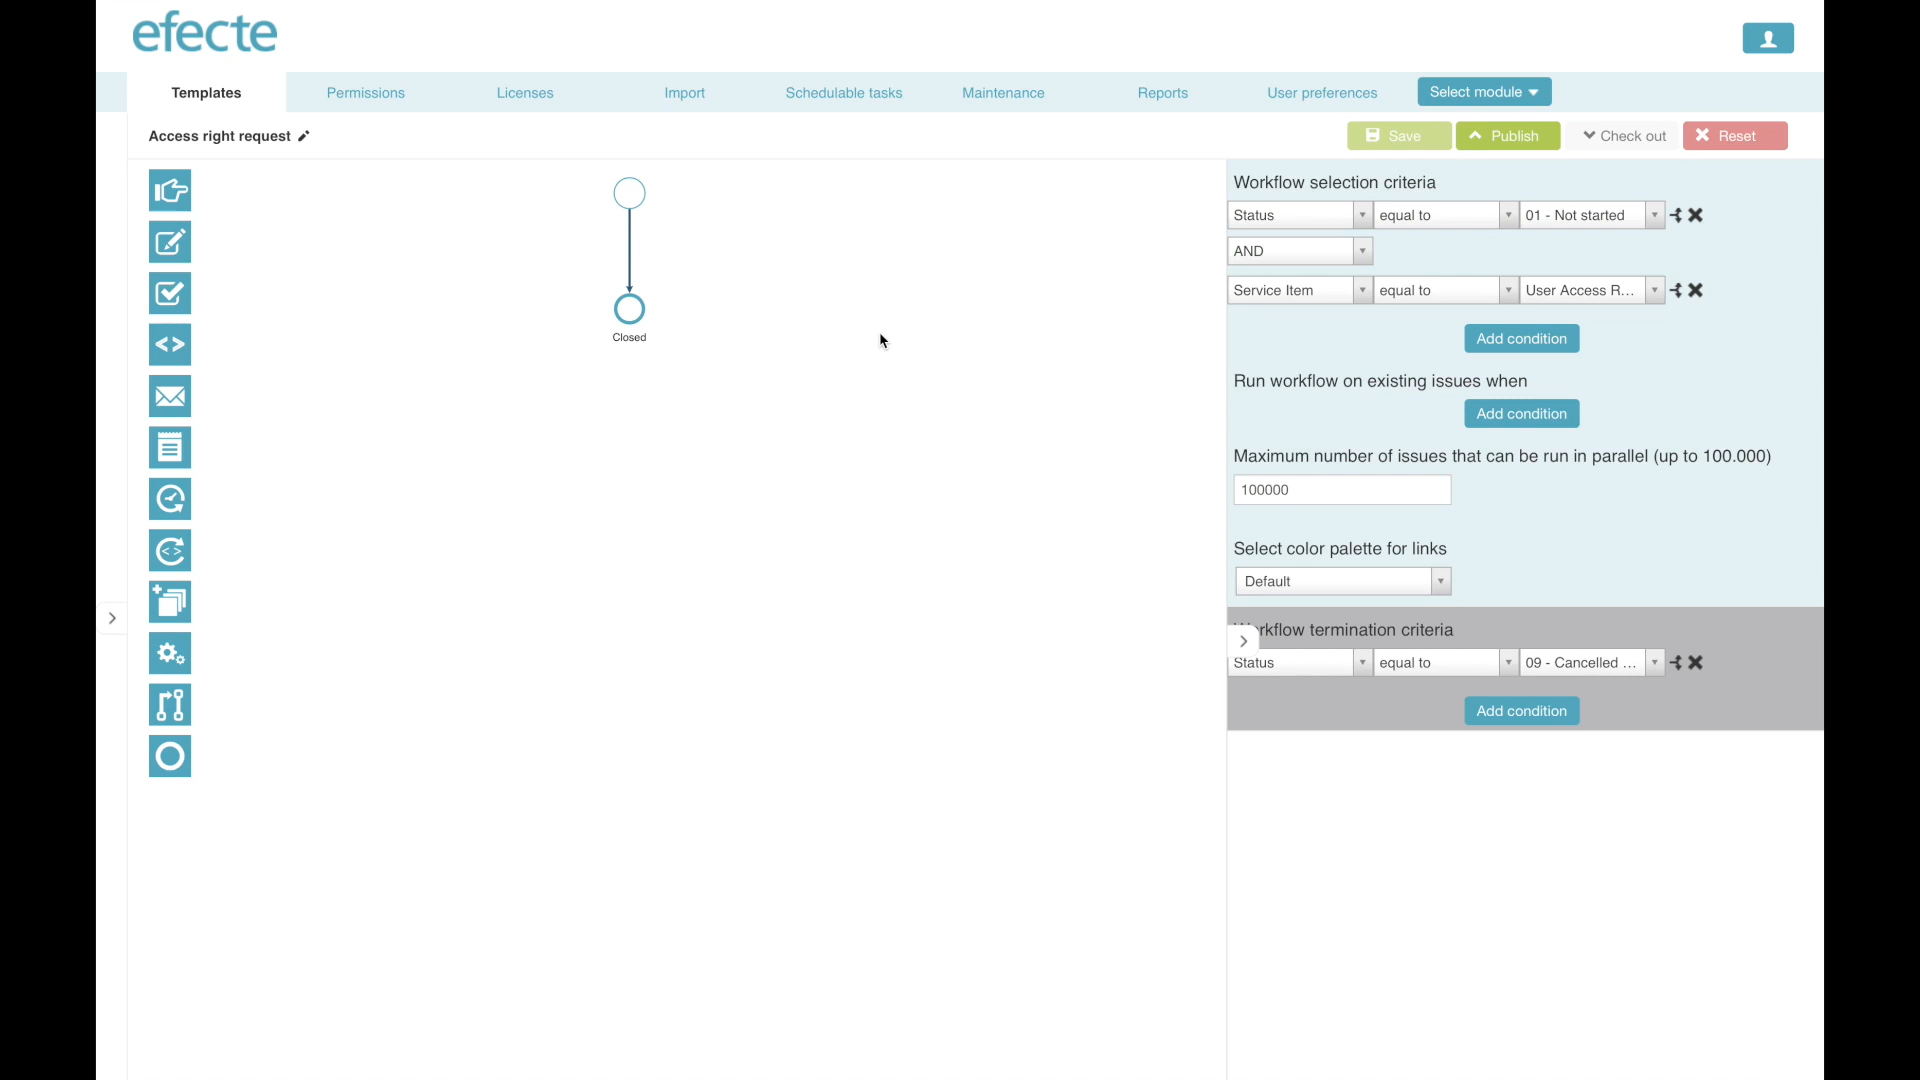 efecte
Templates Permissions Licenses Import Schedulable tasks Maintenance Reports User preferences Select module
Access right request Save Publish Check out Reset
Workflow selection criteria
Status equal to 01 - Not started
AND
Service Item equal to User Access R...
Add condition
Run workflow on existing issues when
Add condition
Maximum number of issues that can be run in parallel (up to 100.000)
100000
Select color palette for links
Default
rkflow termination criteria
Status equal to 09 - Cancelled ...
Add condition
Closed